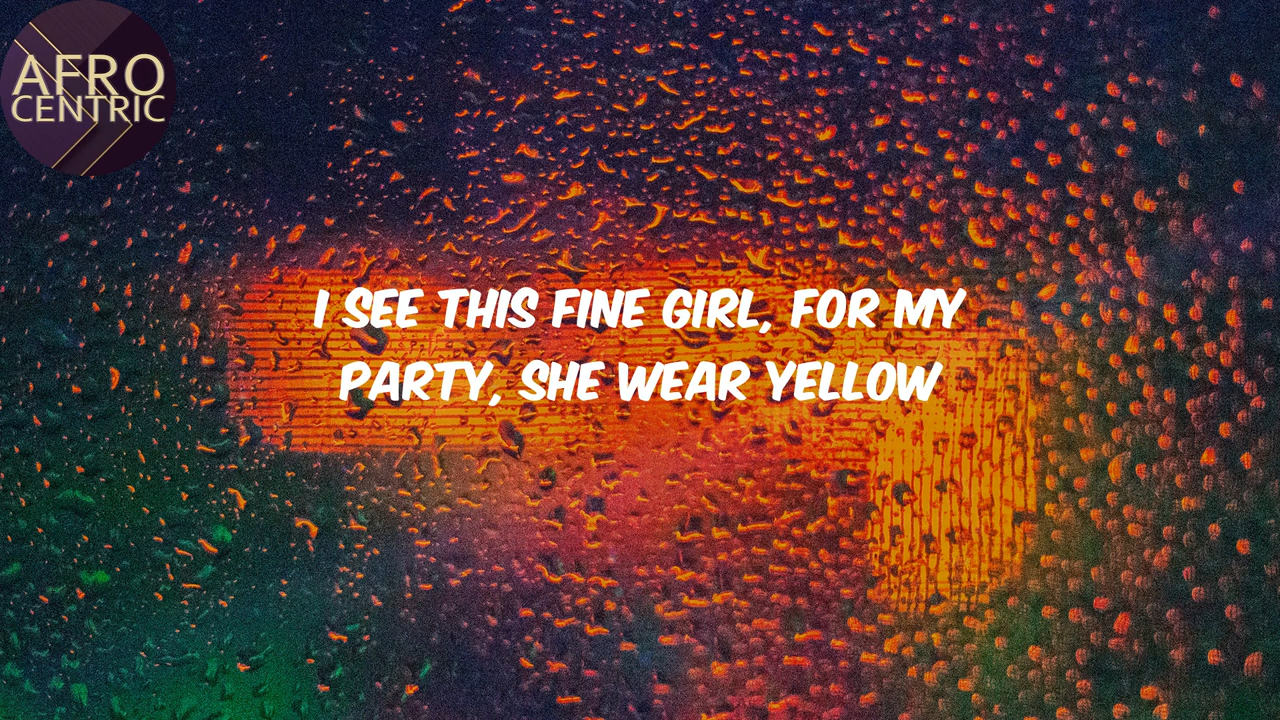 AFRO
CENTRIC
I SEE THIS FINE GIRL, FOR MY
PARTY, SHE WEAR YELLOW